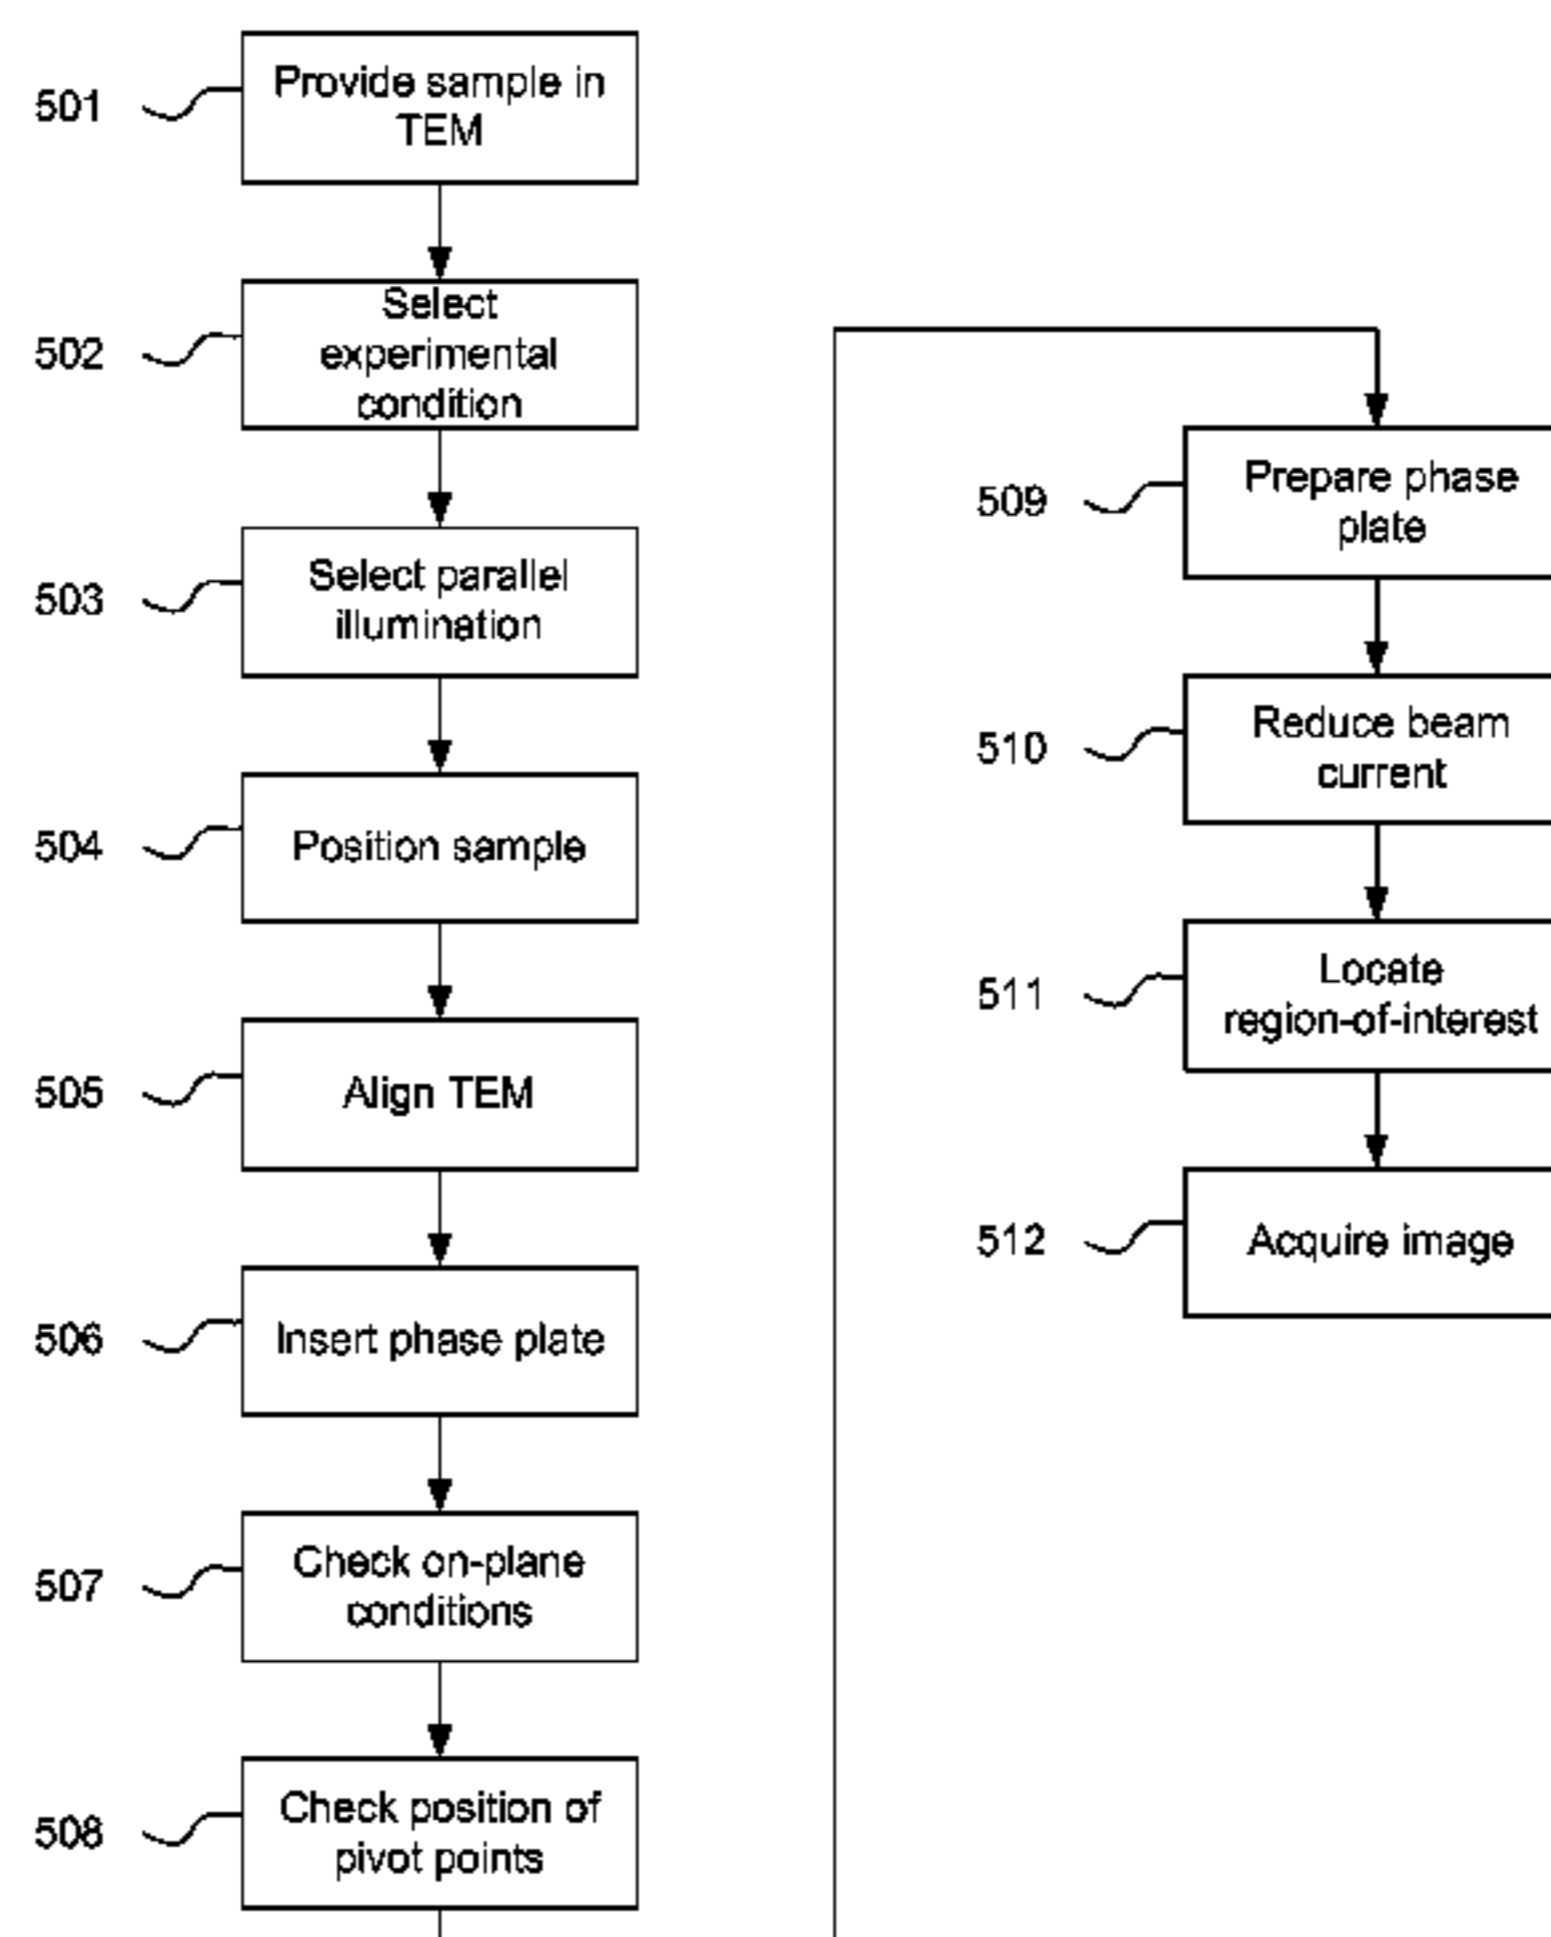 501
Provide sample in
TEM
502
Select
experimental
condition
503
Select parallel
illumination
504
Position sample
505
Align TEM
506
Insert phase plate
507
Check on-plane
conditions
508
Check position of
pivot points
509
Prepare phase
plate
510
Reduce beam
current
511
Locate
region-of-interest
512
Acquire image